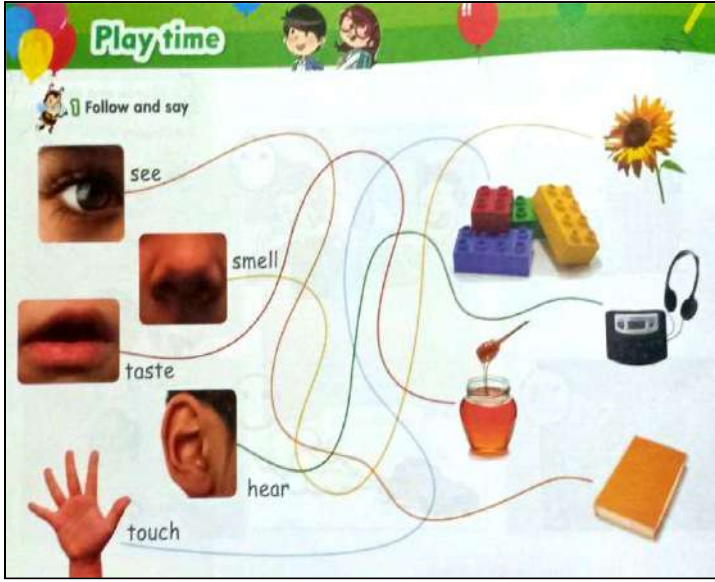 Play time
1 Follow and say
see
smell
taste
hear
touch